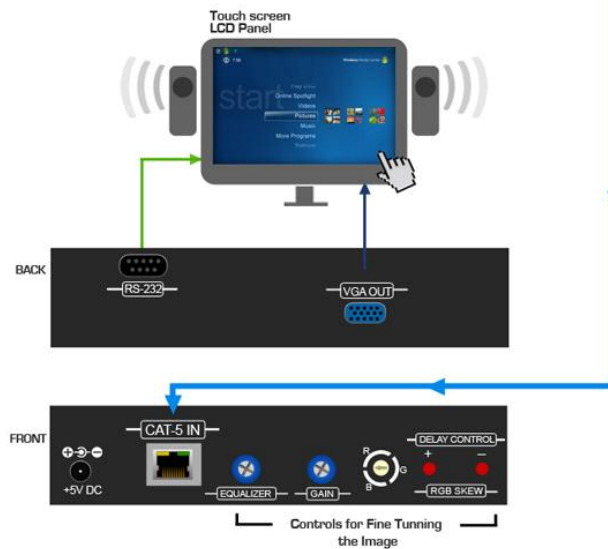 Touch screen
LCD Panel
start
Online Spotlight
Videos
Pictures
Music
More Programs
BACK
RS-232
VGA OUT
FRONT
CAT-5 IN
+5V DC
EQUALIZER
GAIN
R
G
B
DELAY CONTROL
+ −
RGB SKEW
Controls for Fine Tunning
the Image